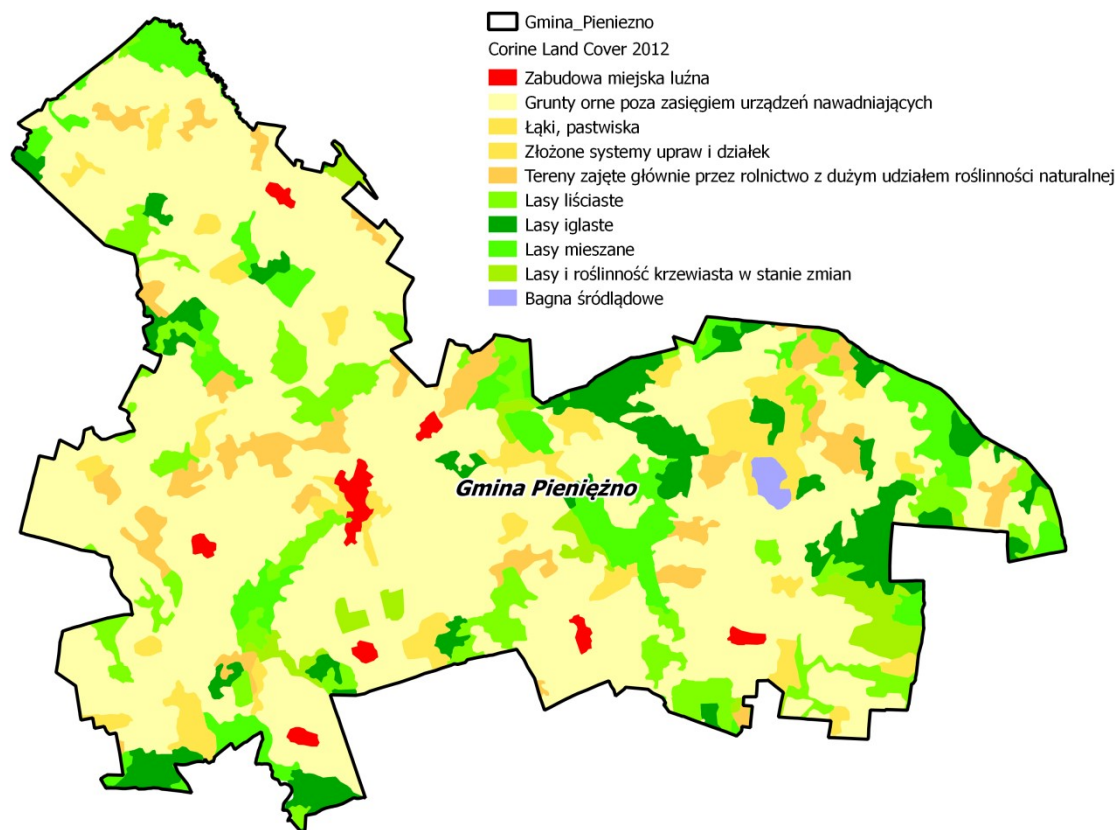 Gmina_Pieniezno
Corine Land Cover 2012
Zabudowa miejska luźna
Grunty orne poza zasięgiem urządzeń nawadniających
Łąki, pastwiska
Złożone systemy upraw i działek
Tereny zajęte głównie przez rolnictwo z dużym udziałem roślinności naturalnej
Lasy liściaste
Lasy iglaste
Lasy mieszane
Lasy i roślinność krzewiasta w stanie zmian
Bagna śródlądowe
Gmina Pieniężno